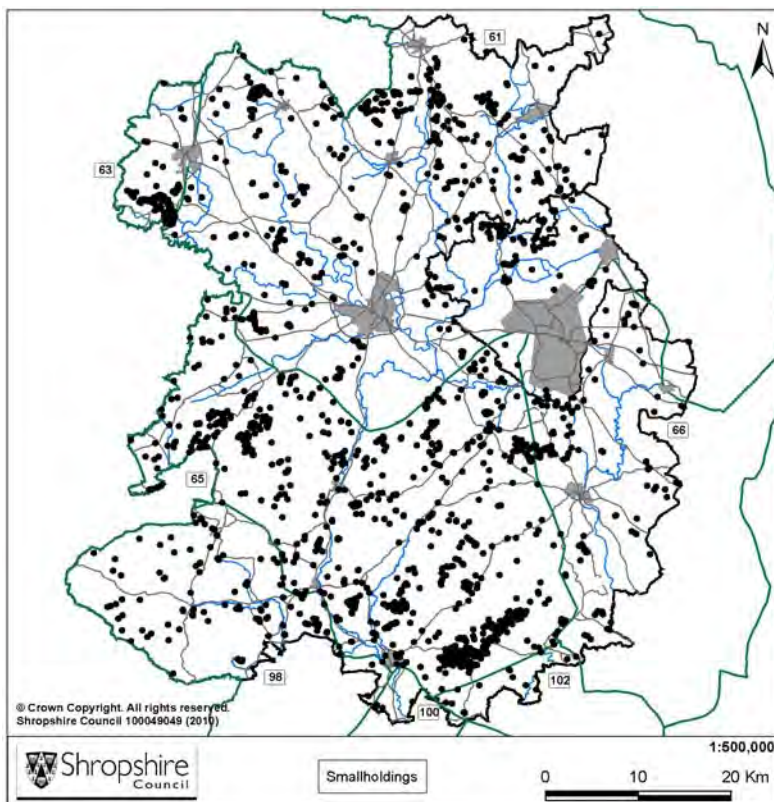 61
N
63
65
66
98
100
102
© Crown Copyright. All rights reserved.
Shropshire Council 100049049 (2010)
Shropshire
Council
Smallholdings
1:500,000
0 10 20 Km